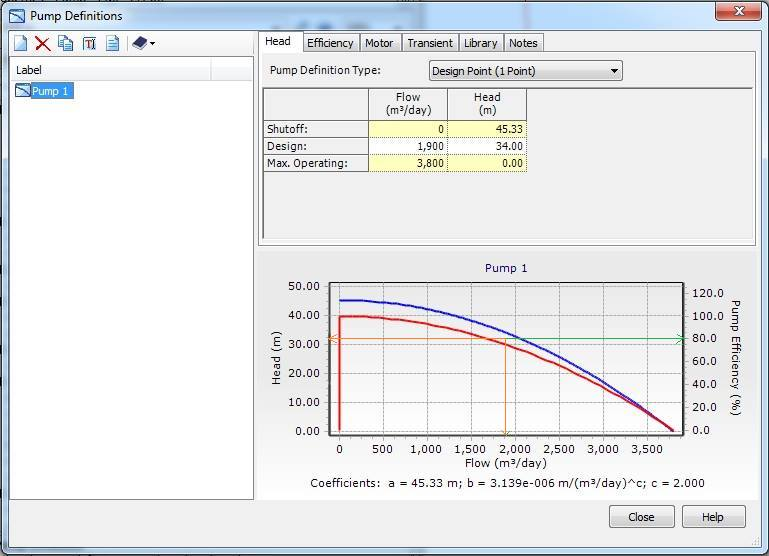 Pump Definitions
Label
Pump 1
Head Efficiency Motor Transient Library Notes
Pump Definition Type: Design Point (1 Point)
Flow (m³/day) Head (m)
Shutoff: 0 45.33
Design: 1,900 34.00
Max. Operating: 3,800 0.00
Pump 1
50.00
40.00
30.00
20.00
10.00
0.00
Head (m)
120.0
100.0
80.0
60.0
40.0
20.0
0.0
Pump Efficiency (%)
0 500 1,000 1,500 2,000 2,500 3,000 3,500
Flow (m³/day)
Coefficients: a = 45.33 m; b = 3.139e-006 m/(m³/day)^c; c = 2.000
Close Help